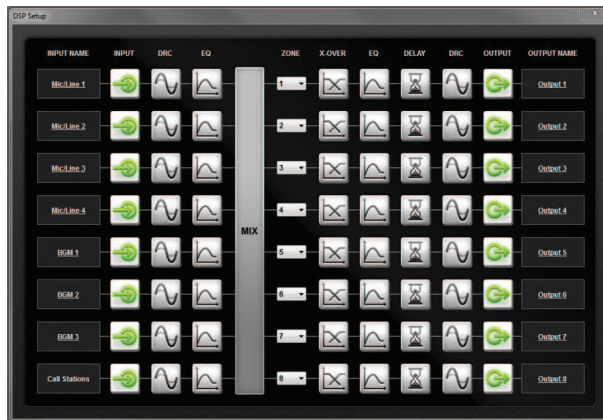 DSP Setup
x
INPUT NAME INPUT DRC EQ ZONE X-OVER EQ DELAY DRC OUTPUT OUTPUT NAME
Mic/Line 1 1 Output 1
Mic/Line 2 2 Output 2
Mic/Line 3 3 Output 3
Mic/Line 4 4 Output 4
MIX
BGM 1 5 Output 5
BGM 2 6 Output 6
BGM 3 7 Output 7
Call Stations 8 Output 8